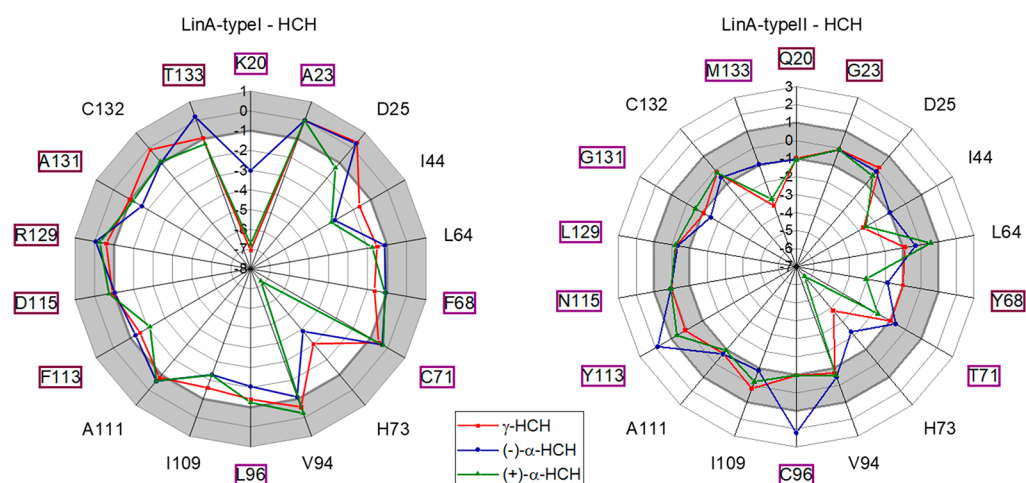 LinA-typeI - HCH
K20
A23
D25
I44
L64
F68
C71
H73
V94
L96
I109
A111
F113
D115
R129
A131
C132
T133
1
0
-1
-2
-3
-4
-5
-6
-7
-8
LinA-typeII - HCH
Q20
G23
D25
I44
L64
Y68
T71
H73
V94
C96
I109
A111
Y113
N115
L129
G131
C132
M133
3
2
1
0
-1
-2
-3
-4
-5
-6
-7
γ-HCH
(-)-α-HCH
(+)-α-HCH